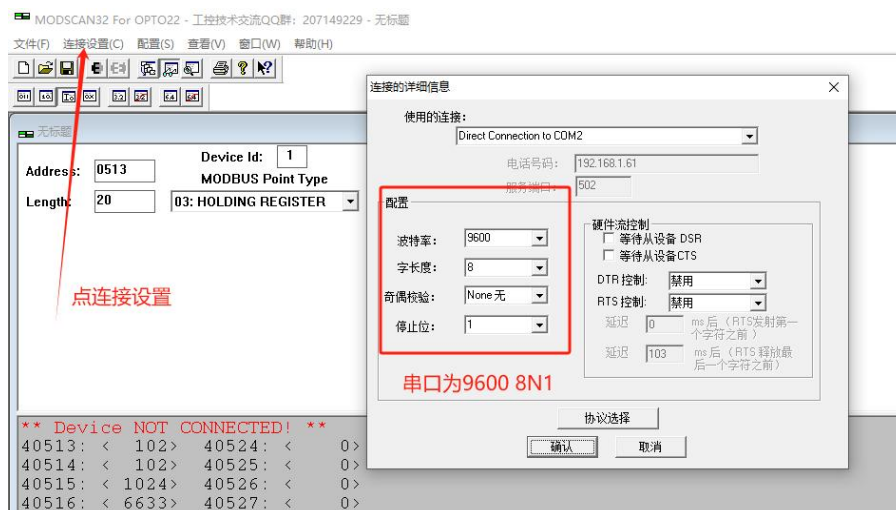 MODSCAN32 For OPTO22 - 工控技术交流QQ群：207149229 - 无标题
文件(F) 连接设置(C) 配置(S) 查看(V) 窗口(W) 帮助(H)
无标题
Address: 0513
Device Id: 1
MODBUS Point Type
Length: 20
03: HOLDING REGISTER
点连接设置
连接的详细信息
使用的连接：
Direct Connection to COM2
电话号码： 192.168.1.61
服务端口： 502
配置
波特率： 9600
字长度： 8
奇偶校验： None 无
停止位： 1
串口为9600 8N1
硬件流控制
等待从设备 DSR
等待从设备CTS
DTR 控制： 禁用
RTS 控制: 禁用
延迟 0 ms 后（RTS发射第一
个字符之前）
延迟 103 ms 后（RTS 释放最
后一个字符之前）
协议选择
确认 取消
** Device NOT CONNECTED! **
40513: < 102> 40524: < 0>
40514: < 102> 40525: < 0>
40515: < 1024> 40526: < 0>
40516: < 6633> 40527: < 0>